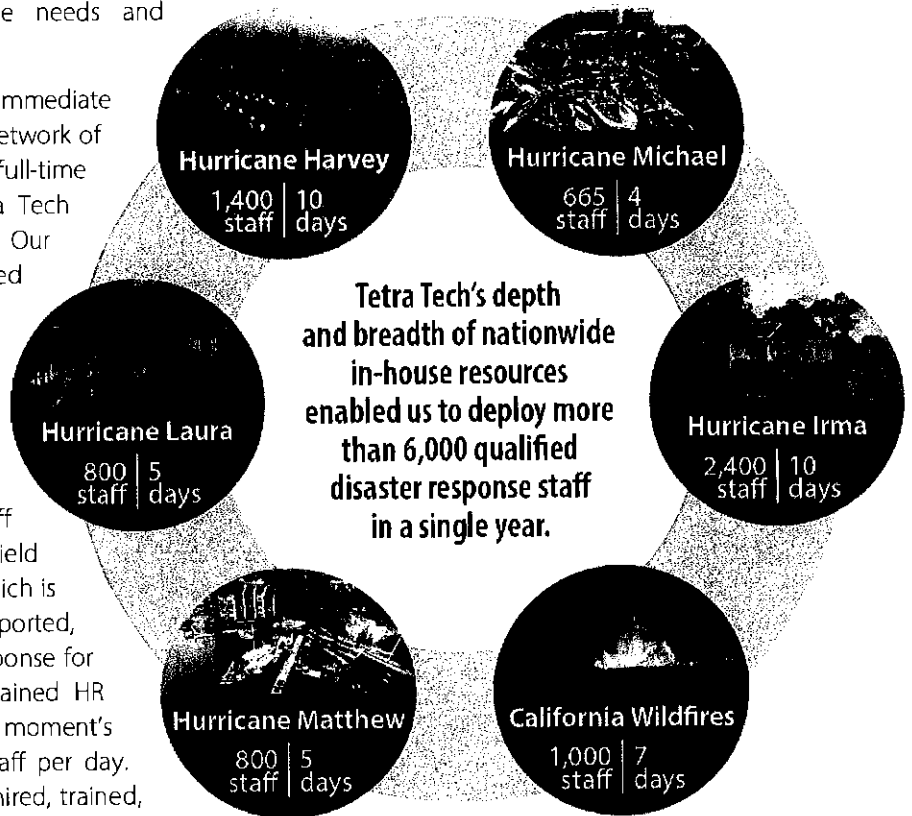 e needs and
mmediate
etwork of
full-time
a Tech
Our
ed
ff
ield
ich is
ported,
ponse for
ained HR
moment's
aff per day.
hired, trained,
Hurricane Harvey
1,400 staff | 10 days
Hurricane Michael
665 staff | 4 days
Hurricane Laura
800 staff | 5 days
Tetra Tech's depth
and breadth of nationwide
in-house resources
enabled us to deploy more
than 6,000 qualified
disaster response staff
in a single year.
Hurricane Irma
2,400 staff | 10 days
Hurricane Matthew
800 staff | 5 days
California Wildfires
1,000 staff | 7 days